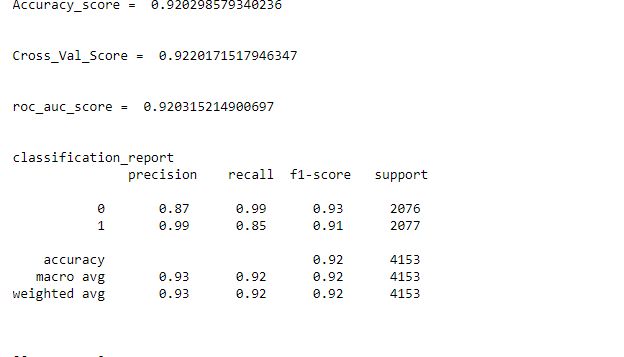 Accuracy_score =  0.920298579340236
Cross_Val_Score =  0.9220171517946347
roc_auc_score =  0.920315214900697
classification_report
precision    recall  f1-score   support
0       0.87      0.99      0.93      2076
1       0.99      0.85      0.91      2077
accuracy                           0.92      4153
macro avg       0.93      0.92      0.92      4153
weighted avg       0.93      0.92      0.92      4153